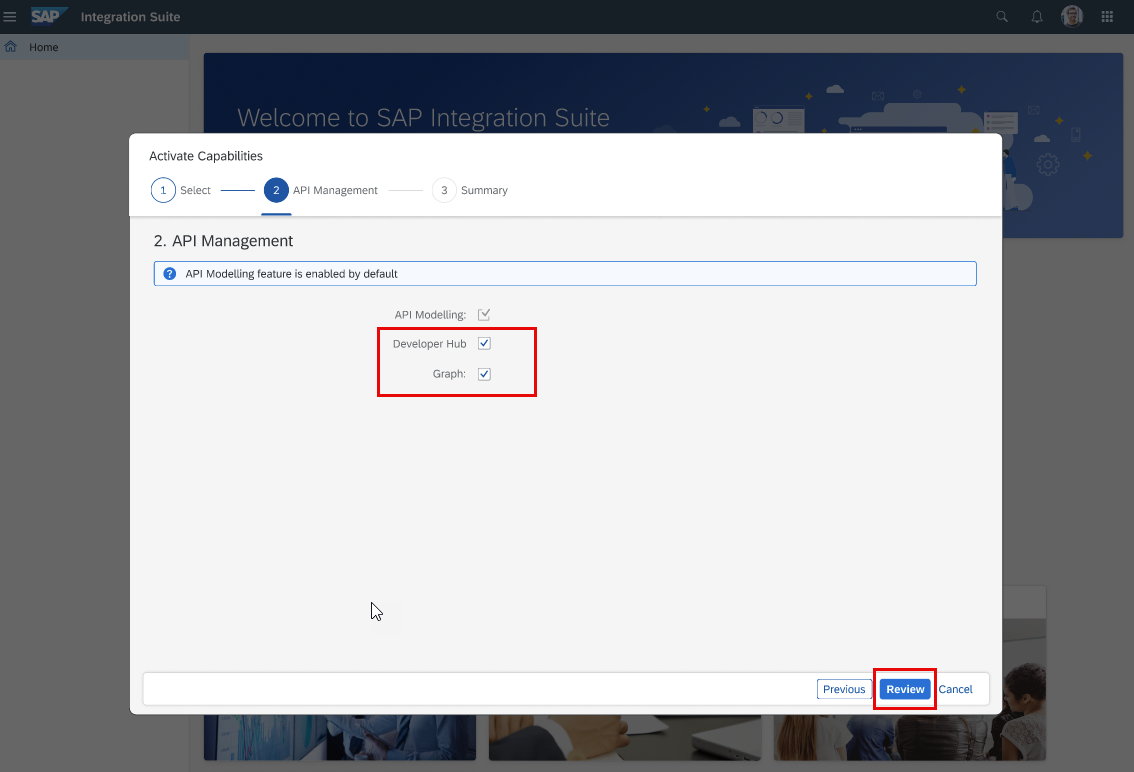 SAP Integration Suite
Home
Welcome to SAP Integration Suite
Activate Capabilities
1 Select 2 API Management 3 Summary
2. API Management
? API Modelling feature is enabled by default
API Modelling:
Developer Hub
Graph:
Previous Review Cancel